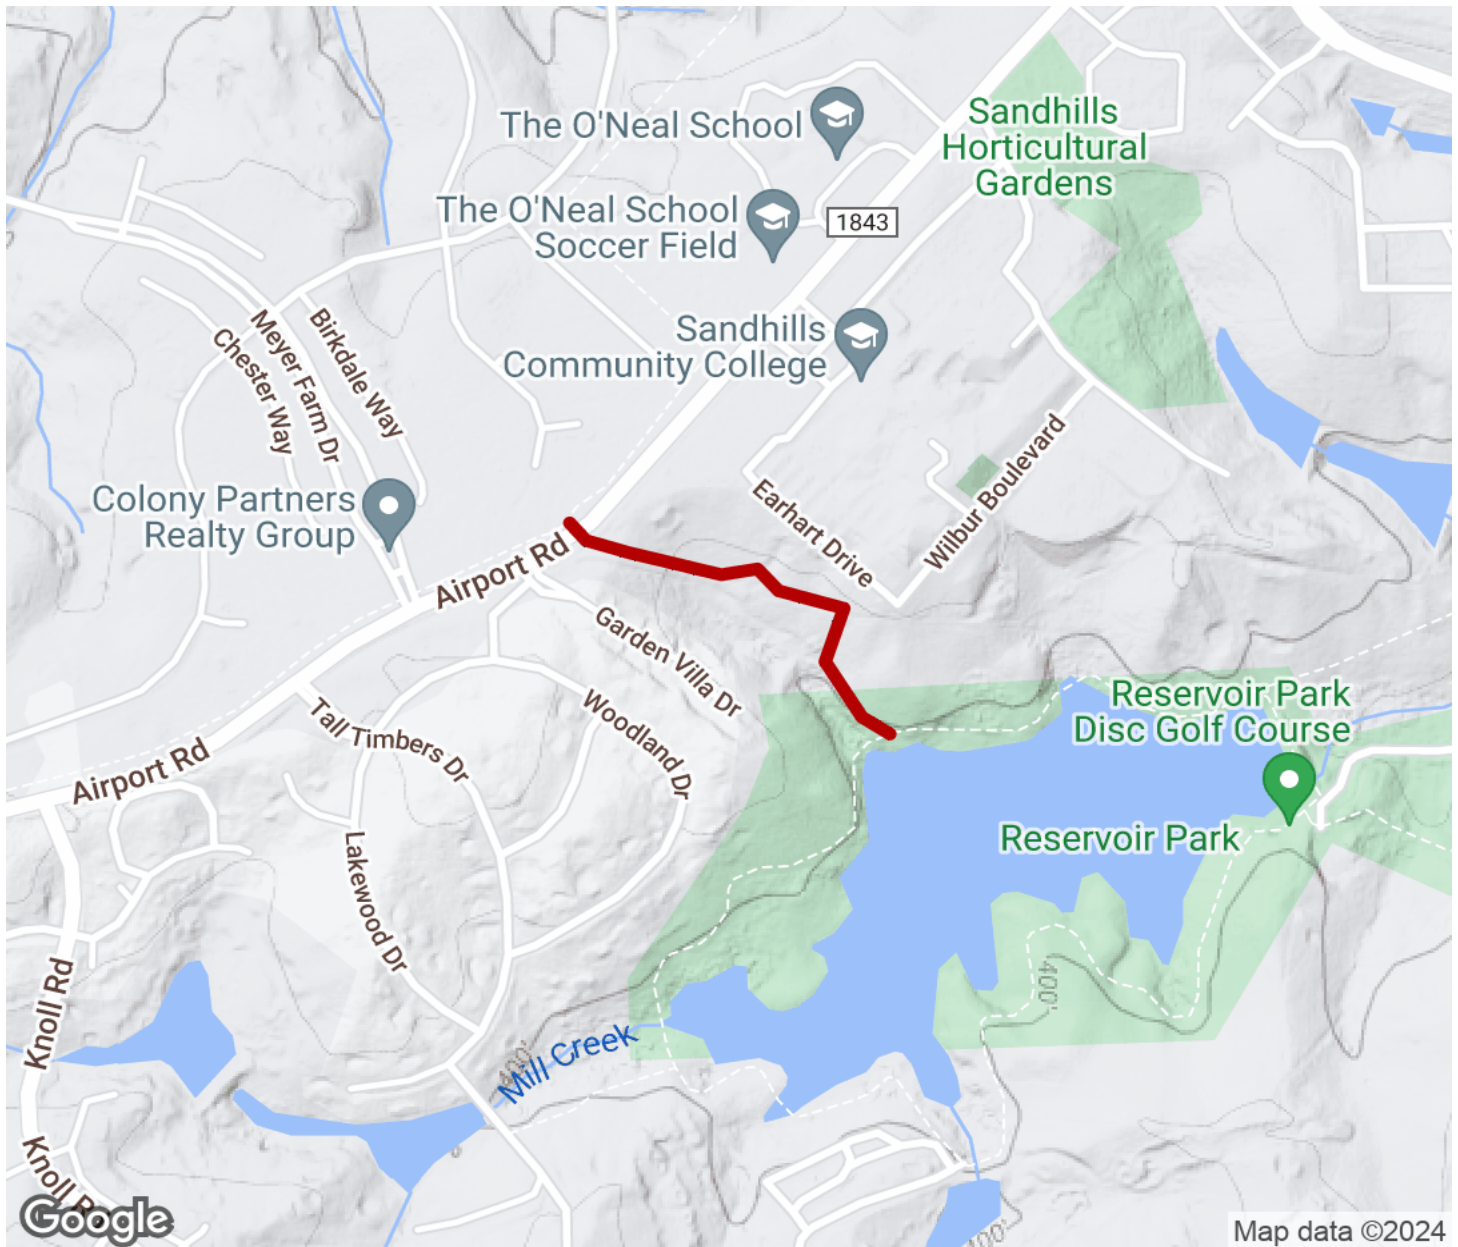 The O'Neal School
Sandhills
Horticultural
Gardens
The O'Neal School
Soccer Field
1843
Sandhills
Community College
Birkdale Way
Meyer Farm Dr
Chester Way
Colony Partners
Realty Group
Earhart Drive
Wilbur Boulevard
Airport Rd
Garden Villa Dr
Woodland Dr
Tall Timbers Dr
Airport Rd
Reservoir Park
Disc Golf Course
Reservoir Park
Lakewood Dr
Knoll Rd
400'
400'
Mill Creek
Knoll Rd
400'
Google
Map data ©2024